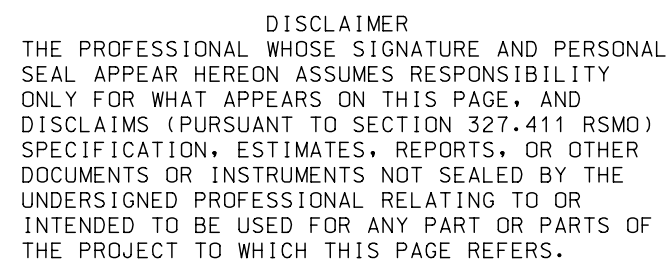 DISCLAIMER
THE PROFESSIONAL WHOSE SIGNATURE AND PERSONAL
SEAL APPEAR HEREON ASSUMES RESPONSIBILITY
ONLY FOR WHAT APPEARS ON THIS PAGE, AND
DISCLAIMS (PURSUANT TO SECTION 327.411 RSMO)
SPECIFICATION, ESTIMATES, REPORTS, OR OTHER
DOCUMENTS OR INSTRUMENTS NOT SEALED BY THE
UNDERSIGNED PROFESSIONAL RELATING TO OR
INTENDED TO BE USED FOR ANY PART OR PARTS OF
THE PROJECT TO WHICH THIS PAGE REFERS.